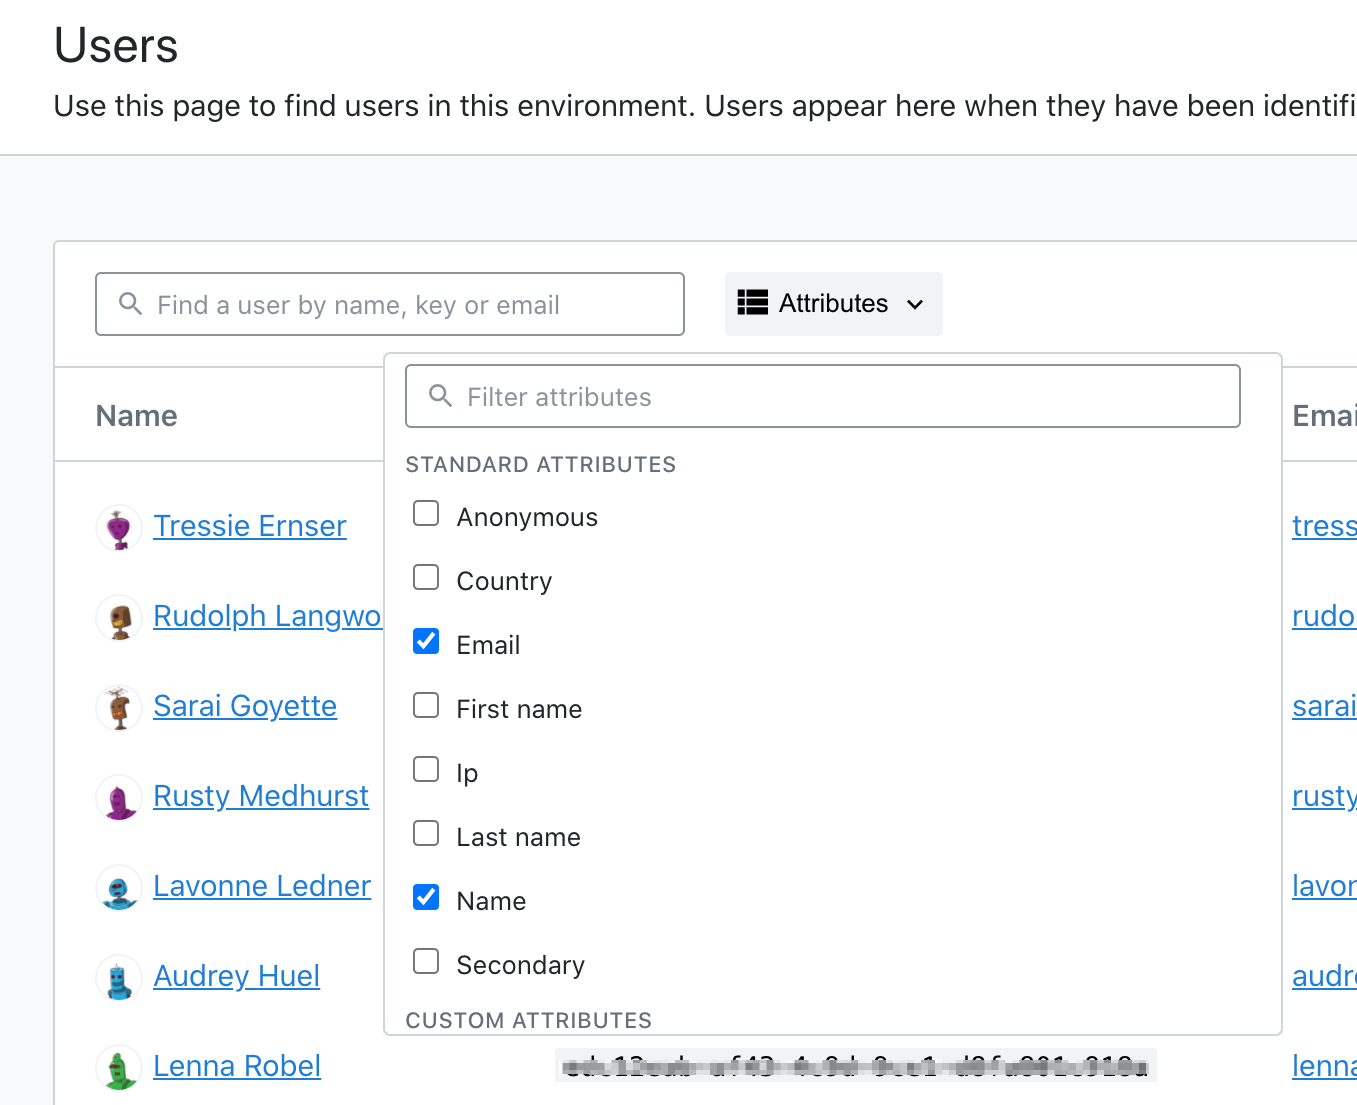 Users
Use this page to find users in this environment. Users appear here when they have been identifi
Find a user by name, key or email
Attributes
Filter attributes
Name
Emai
STANDARD ATTRIBUTES
Anonymous
Tressie Ernser
tress
Country
Rudolph Langwo
rudo
Email
First name
Sarai Goyette
sarai
Ip
Rusty Medhurst
rusty
Last name
Lavonne Ledner
lavon
Name
Secondary
Audrey Huel
audre
CUSTOM ATTRIBUTES
Lenna Robel
lenna